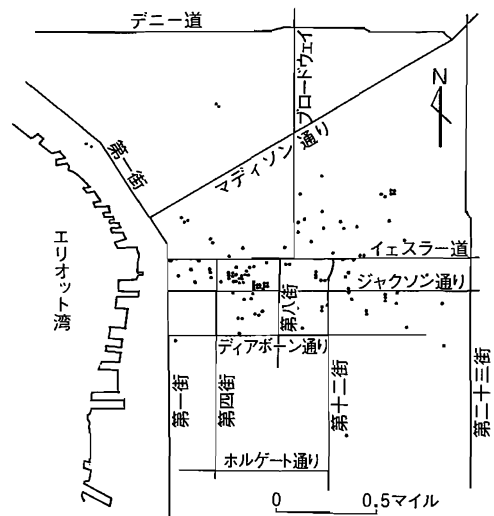 デニー道
ブロードウェイ
N
マディソン通り
第一街
エリオット湾
イェスラー道
ジャクソン通り
第八街
ディアボーン通り
第一街
第四街
第十二街
第二十三街
ホルゲート通り
0 0.5マイル